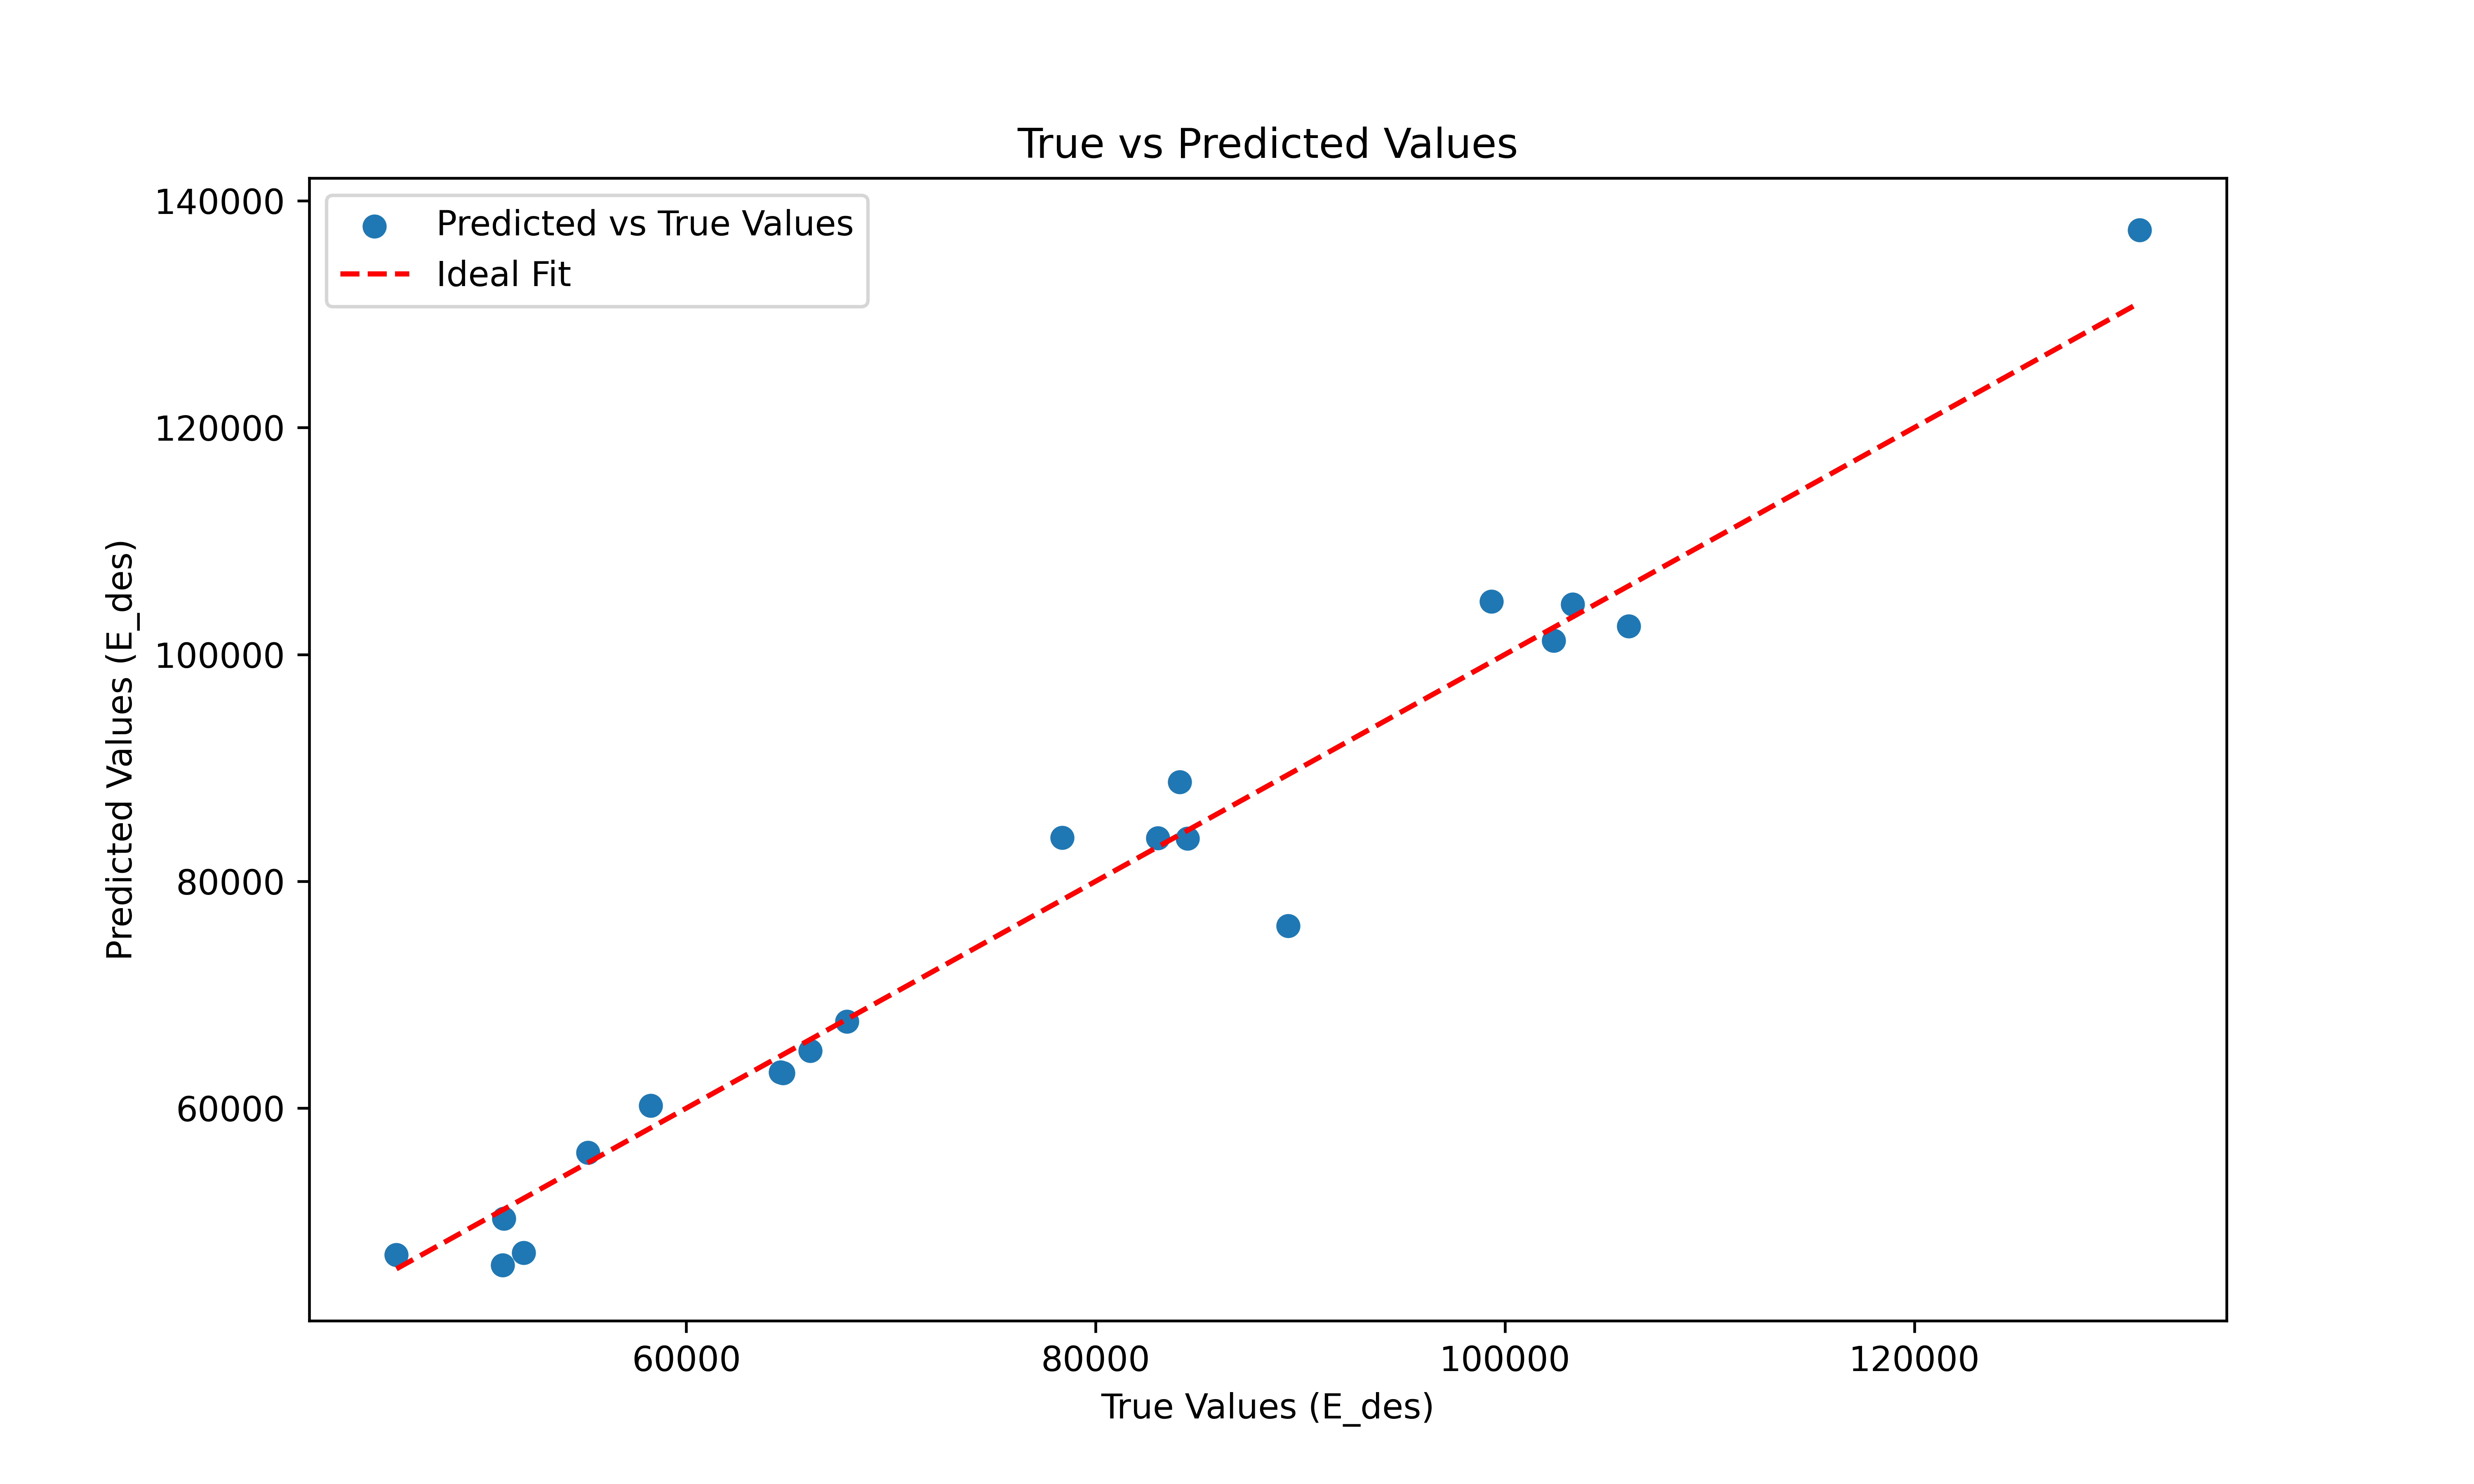 True vs Predicted Values
Predicted vs True Values
Ideal Fit
140000
120000
100000
80000
60000
Predicted Values (E_des)
60000
80000
100000
120000
True Values (E_des)